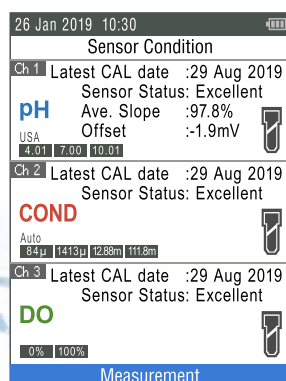 26 Jan 2019 10:30
Sensor Condition
Ch 1 Latest CAL date :29 Aug 2019
Sensor Status: Excellent
pH Ave. Slope :97.8%
Offset :-1.9mV
USA
4.01 7.00 10.01
Ch 2 Latest CAL date :29 Aug 2019
Sensor Status: Excellent
COND
Auto
84µ 1413µ 12.88m 111.8m
Ch 3 Latest CAL date :29 Aug 2019
Sensor Status: Excellent
DO
0% 100%
Measurement